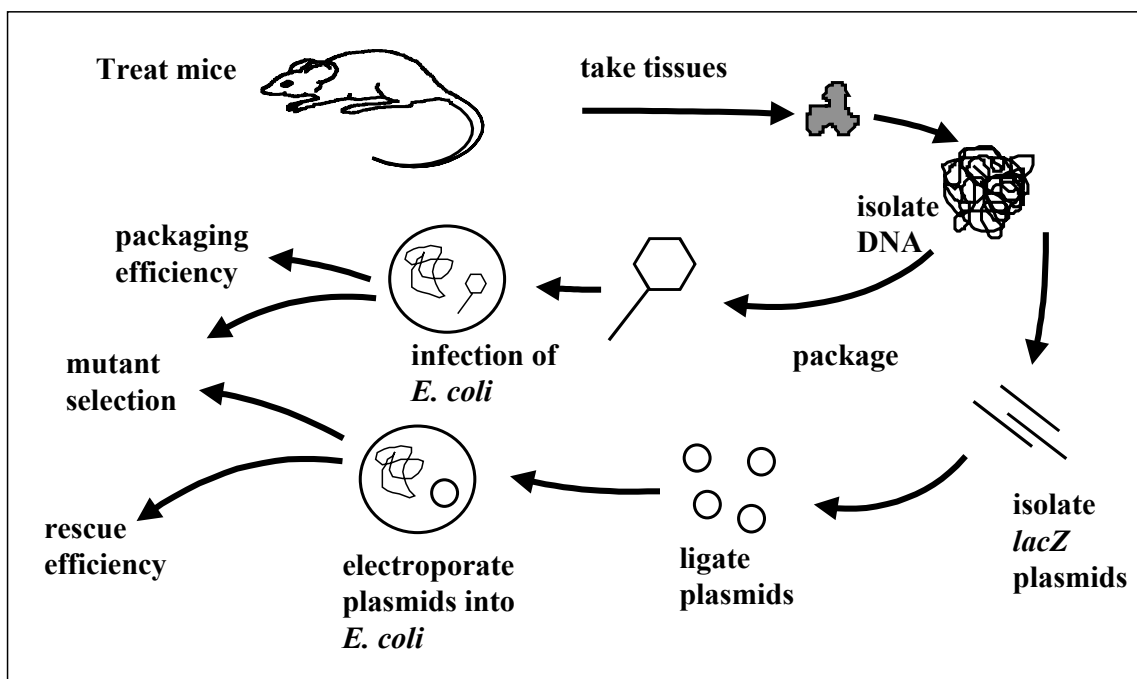 Treat mice
take tissues
isolate
DNA
packaging
efficiency
infection of
E. coli
package
mutant
selection
isolate
lacZ
plasmids
ligate
plasmids
electroporate
plasmids into
E. coli
rescue
efficiency